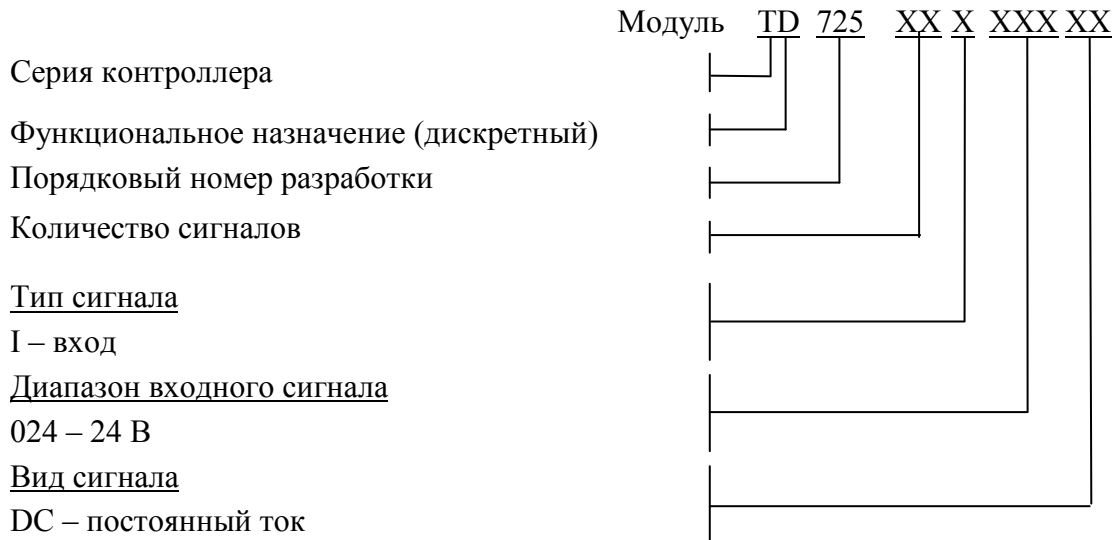 Модуль TD 725 XX X XXX XX
Серия контроллера
Функциональное назначение (дискретный)
Порядковый номер разработки
Количество сигналов
Тип сигнала
I – вход
Диапазон входного сигнала
024 – 24 В
Вид сигнала
DC – постоянный ток